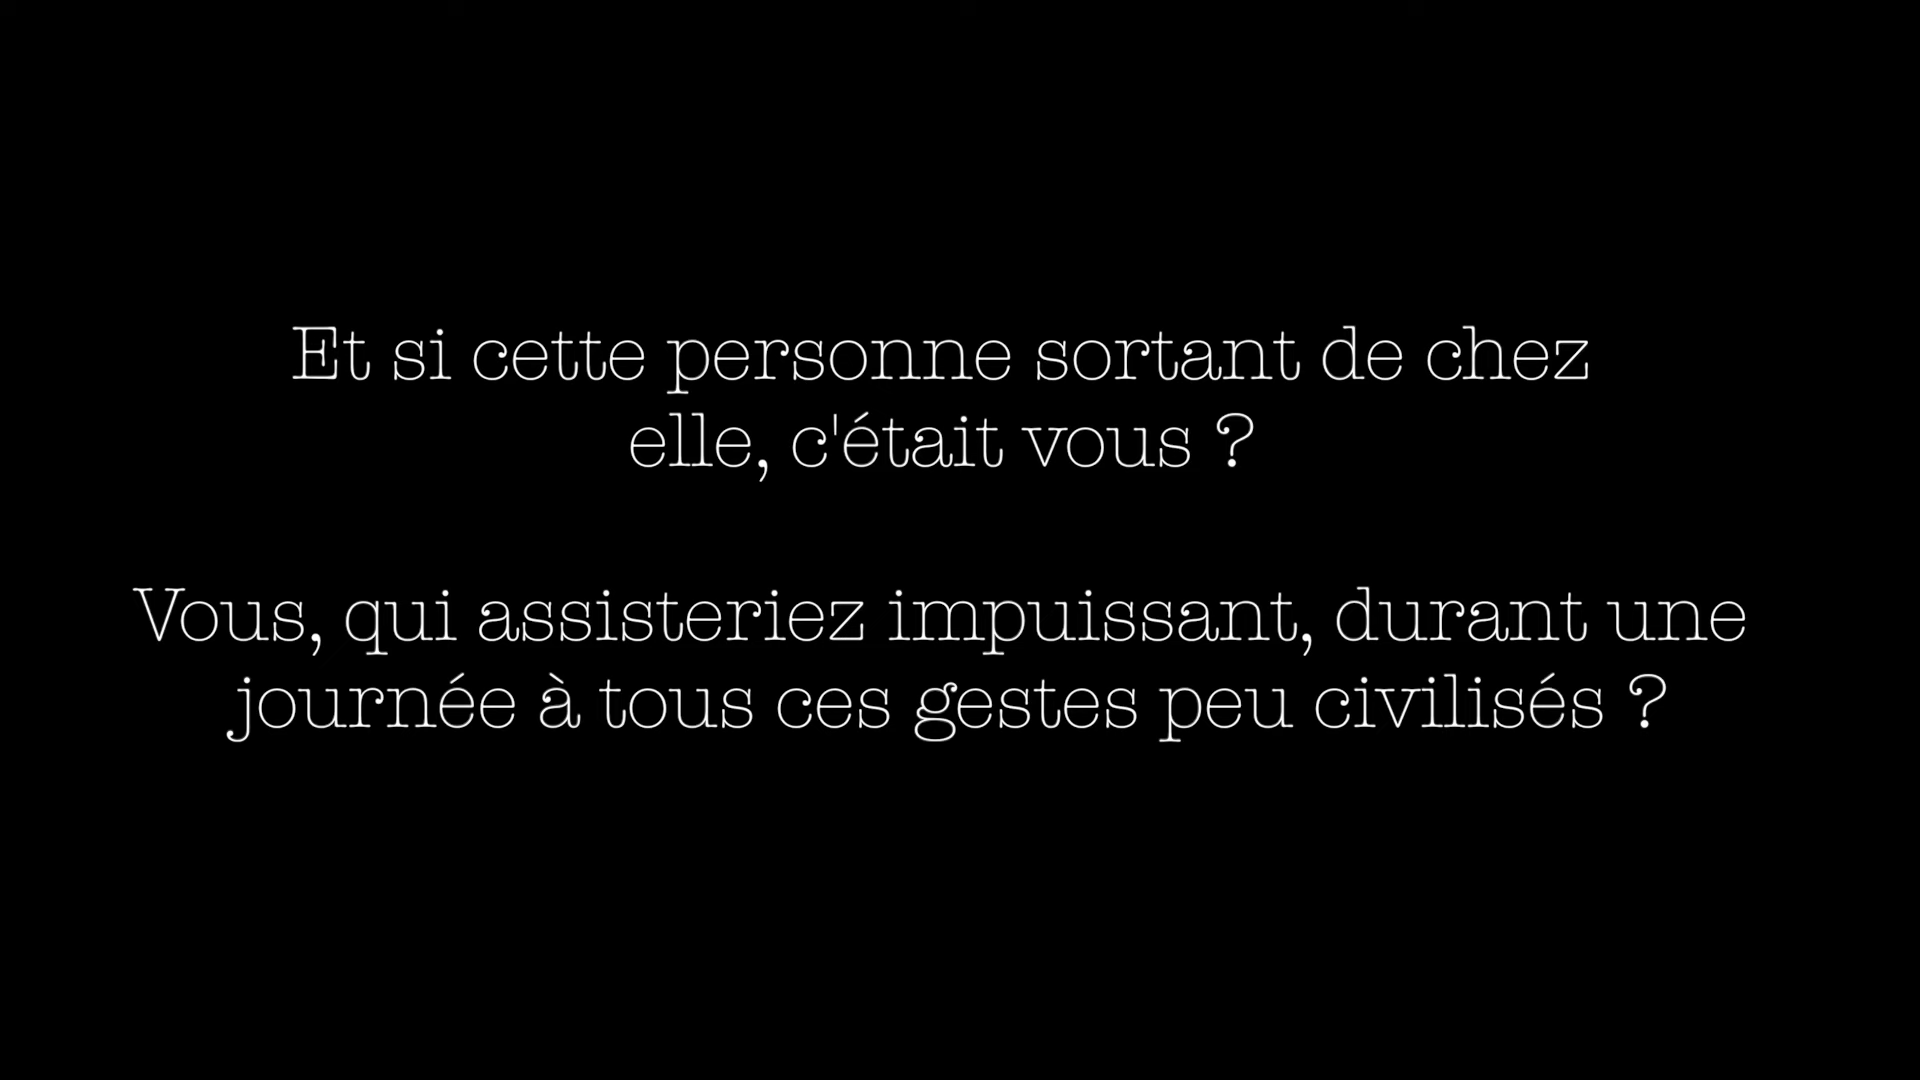 Et si cette personne sortant de chez
elle, c'était vous ?
Vous, qui assisteriez impuissant, durant une
journée à tous ces gestes peu civilisés ?